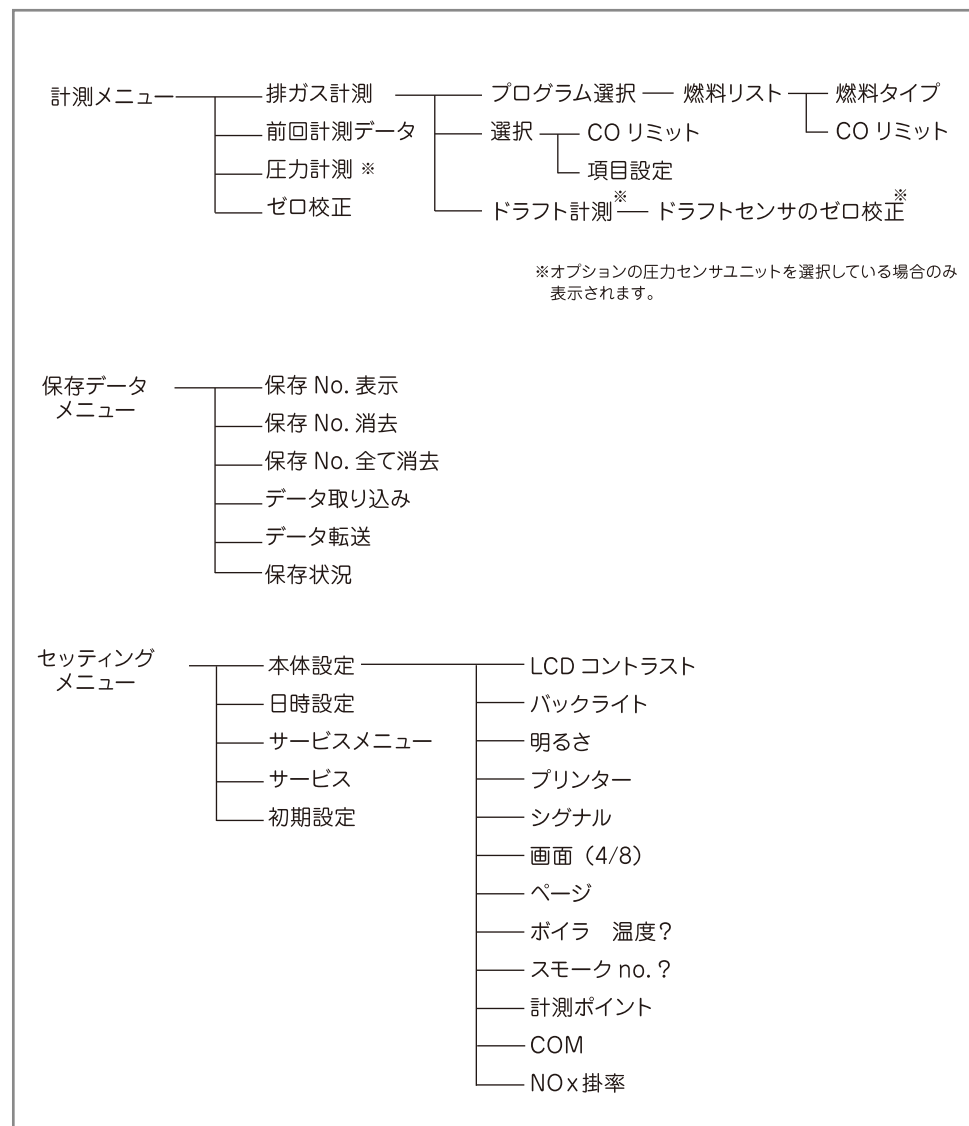 計測メニュー 排ガス計測 プログラム選択 燃料リスト 燃料タイプ
前回計測データ 選択 CO リミット CO リミット
圧力計測 ※ 項目設定
ゼロ校正 ドラフト計測※ ドラフトセンサのゼロ校正※
※オプションの圧力センサユニットを選択している場合のみ
表示されます。
保存データ
メニュー
保存 No. 表示
保存 No. 消去
保存 No. 全て消去
データ取り込み
データ転送
保存状況
セッティング
メニュー
本体設定
日時設定
サービスメニュー
サービス
初期設定
LCD コントラスト
バックライト
明るさ
プリンター
シグナル
画面（4/8）
ページ
ボイラ　温度？
スモーク no. ？
計測ポイント
COM
NOx 掛率